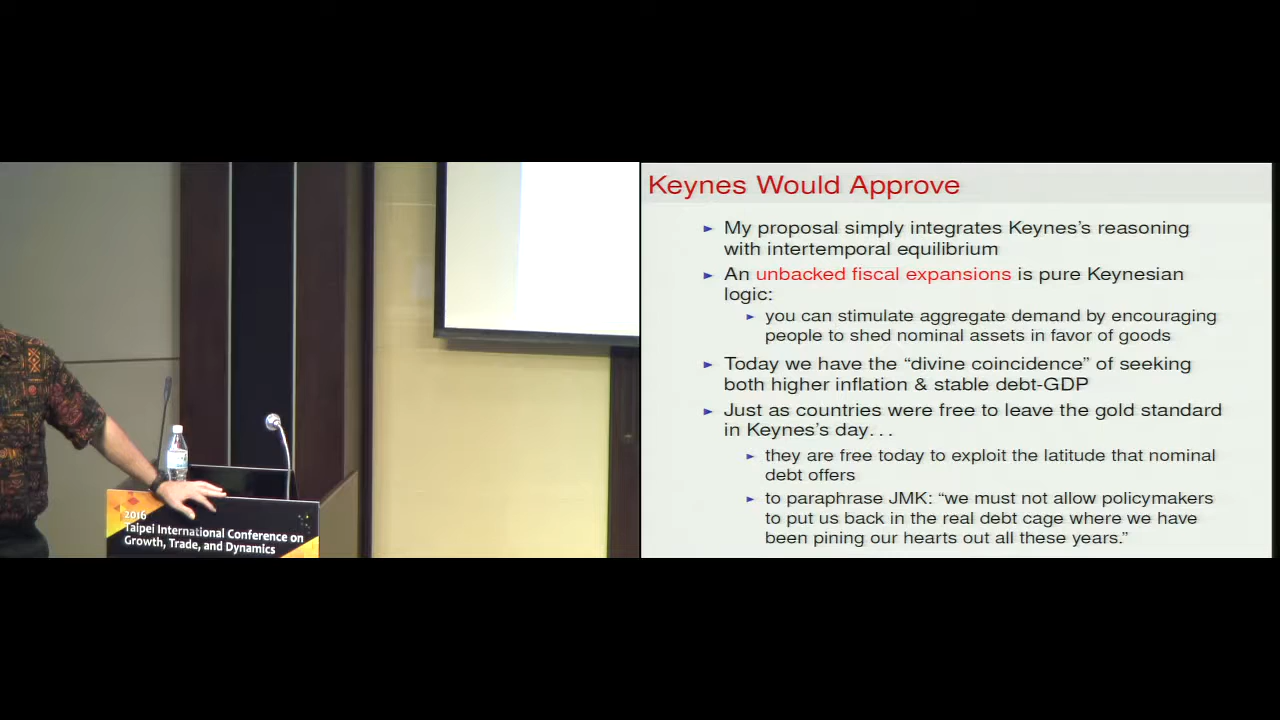 2016
Taipei International Conference on
Growth, Trade, and Dynamics
Keynes Would Approve
► My proposal simply integrates Keynes's reasoning
with intertemporal equilibrium
► An unbacked fiscal expansions is pure Keynesian
logic:
► you can stimulate aggregate demand by encouraging
people to shed nominal assets in favor of goods
► Today we have the “divine coincidence” of seeking
both higher inflation & stable debt-GDP
► Just as countries were free to leave the gold standard
in Keynes's day...
► they are free today to exploit the latitude that nominal
debt offers
► to paraphrase JMK: “we must not allow policymakers
to put us back in the real debt cage where we have
been pining our hearts out all these years.”